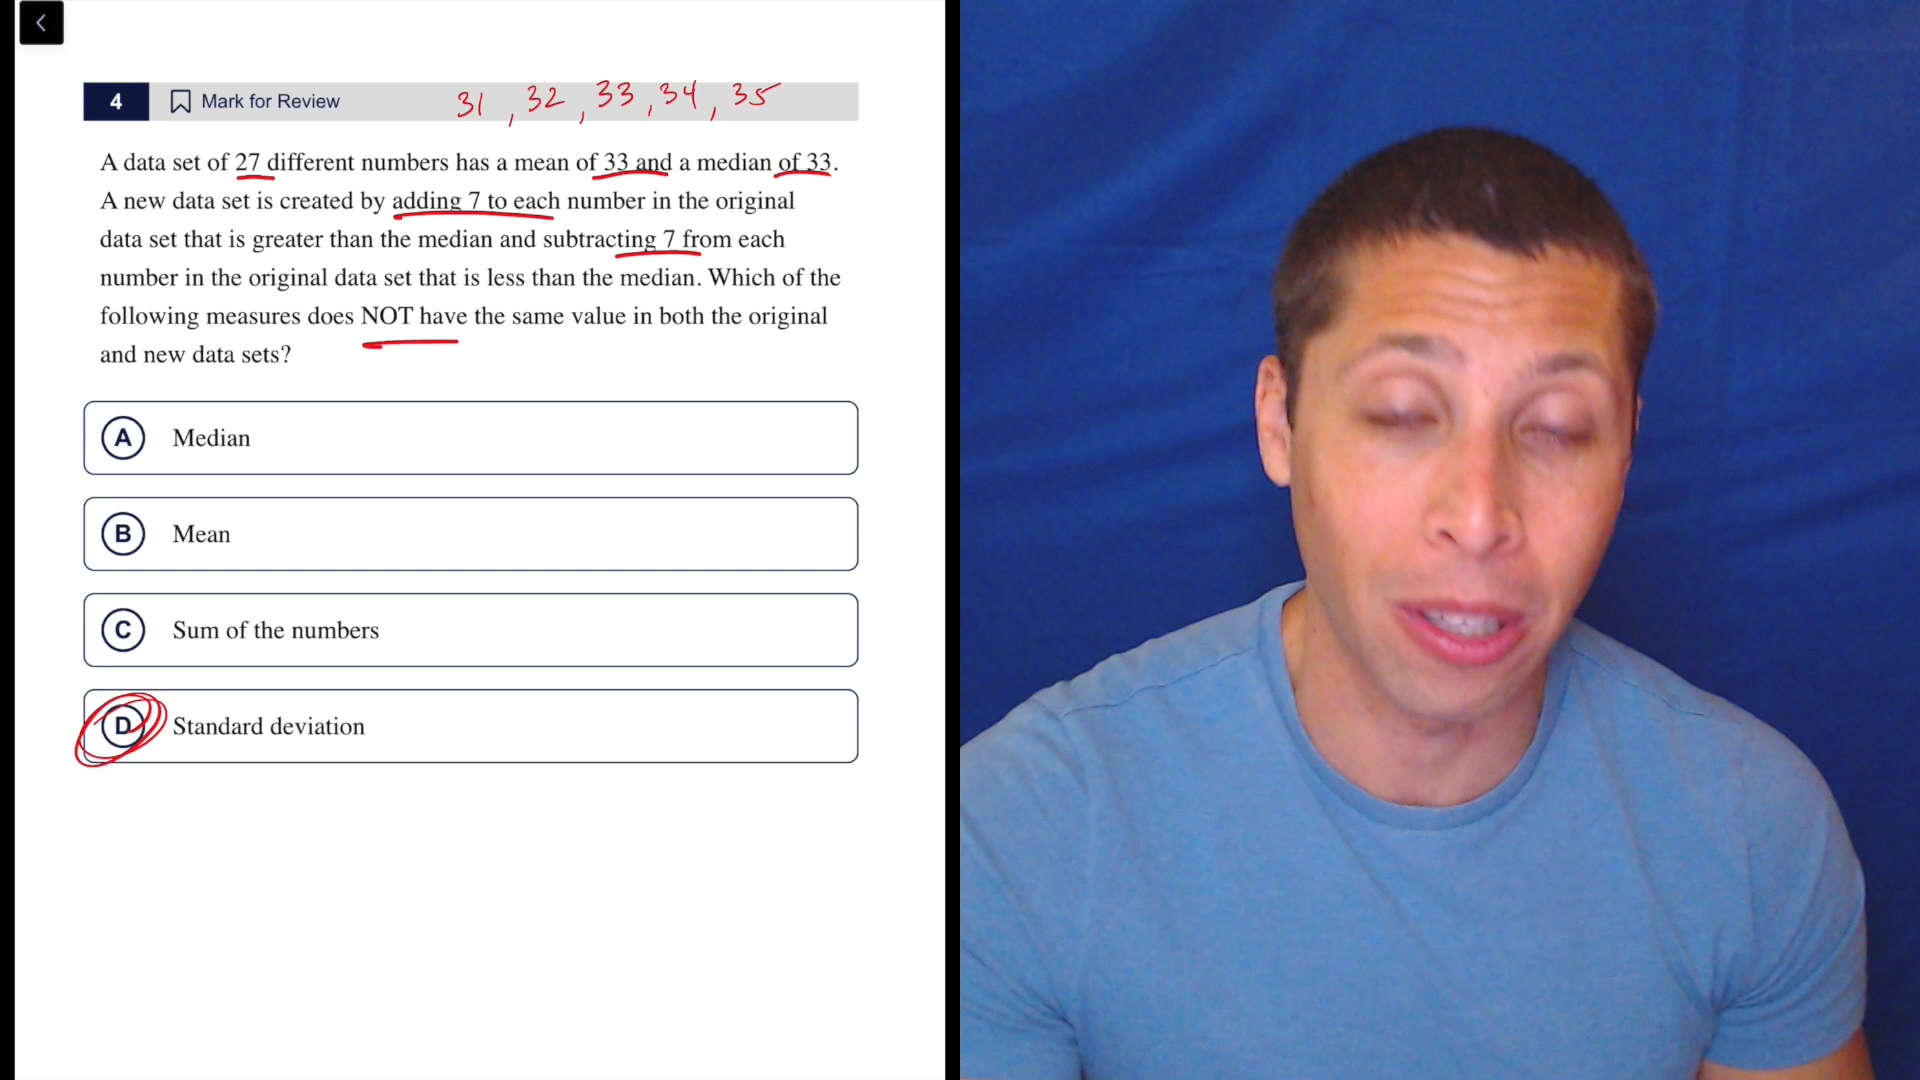 4 Mark for Review 31, 32, 33, 34, 35
A data set of 27 different numbers has a mean of 33 and a median of 33.
A new data set is created by adding 7 to each number in the original
data set that is greater than the median and subtracting 7 from each
number in the original data set that is less than the median. Which of the
following measures does NOT have the same value in both the original
and new data sets?
A Median
B Mean
C Sum of the numbers
D Standard deviation